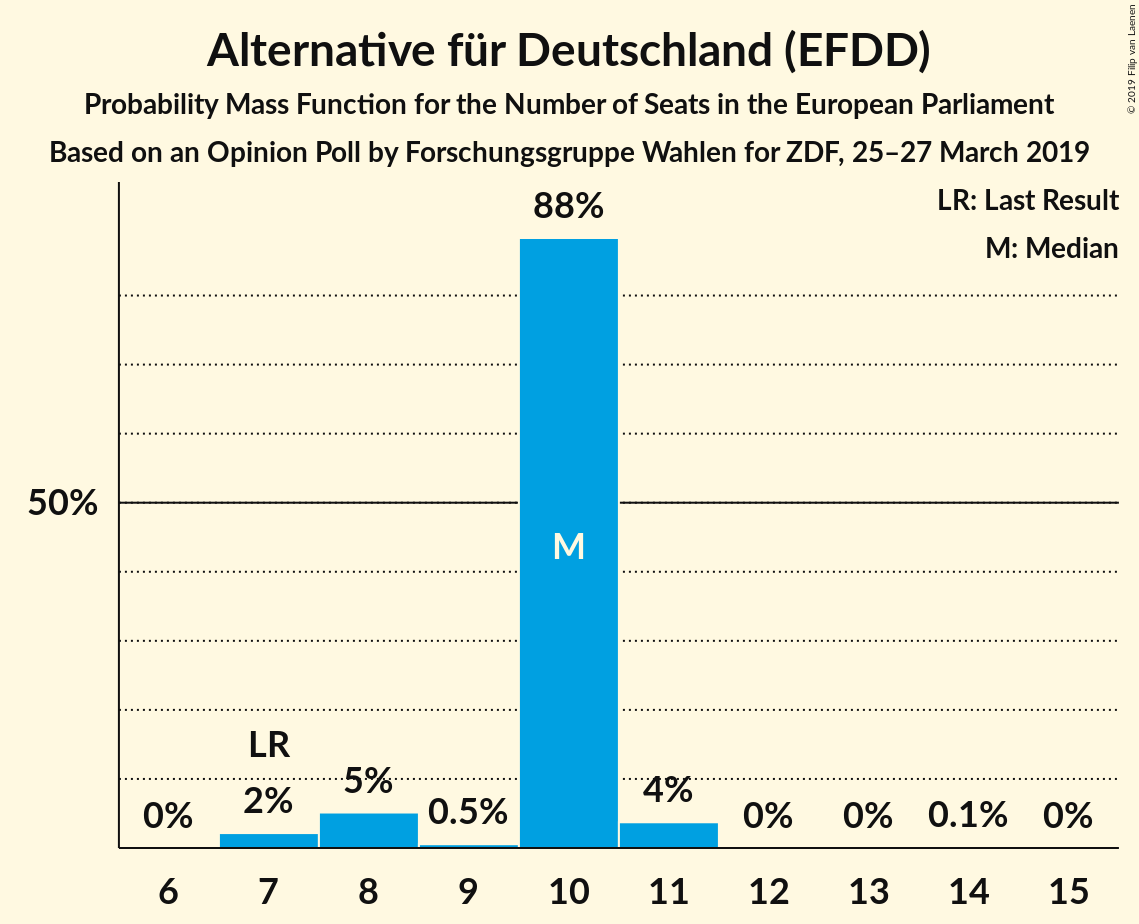 Alternative für Deutschland (EFDD)
Probability Mass Function for the Number of Seats in the European Parliament
Based on an Opinion Poll by Forschungsgruppe Wahlen for ZDF, 25–27 March 2019
© 2019 Filip van Laenen
LR: Last Result
M: Median
88%
50%
M
LR
0% 2% 5% 0.5% 4% 0% 0% 0.1% 0%
6 7 8 9 10 11 12 13 14 15